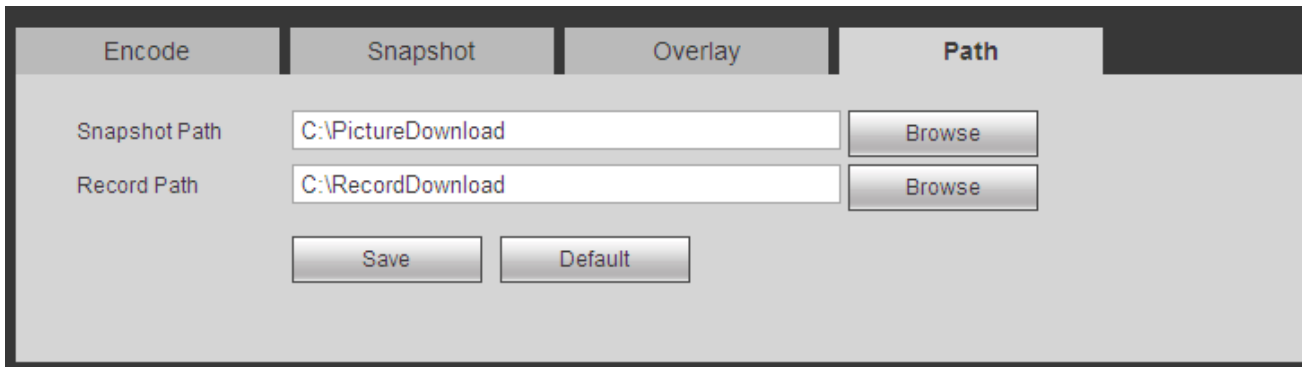 Encode Snapshot Overlay Path
Snapshot Path C:\PictureDownload Browse
Record Path C:\RecordDownload Browse
Save Default